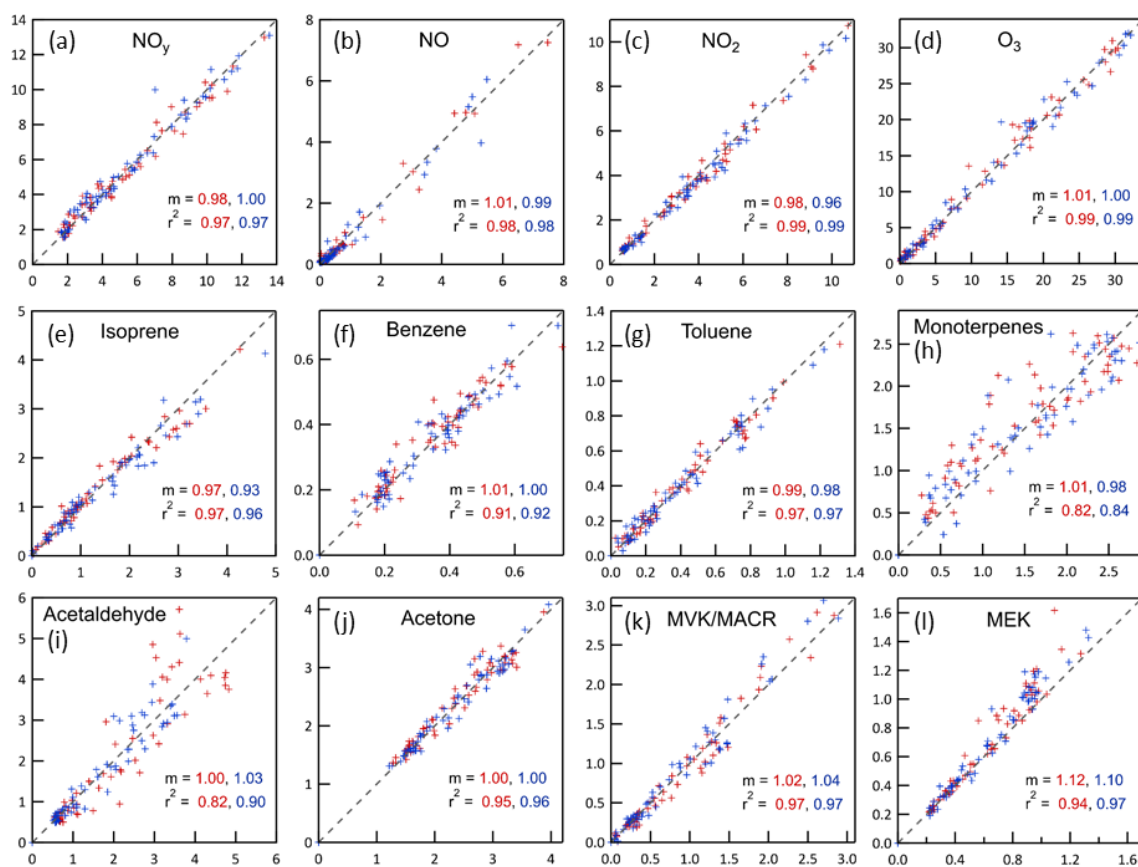 (a) NOy
14
12
10
8
6
4
2
0
m = 0.98, 1.00
r2 = 0.97, 0.97
0 2 4 6 8 10 12 14
(b) NO
8
6
4
2
0
m = 1.01, 0.99
r2 = 0.98, 0.98
0 2 4 6 8
(c) NO2
10
8
6
4
2
0
m = 0.98, 0.96
r2 = 0.99, 0.99
0 2 4 6 8 10
(d) O3
30
25
20
15
10
5
0
m = 1.01, 1.00
r2 = 0.99, 0.99
0 5 10 15 20 25 30
(e) Isoprene
5
4
3
2
1
0
m = 0.97, 0.93
r2 = 0.97, 0.96
0 1 2 3 4 5
(f) Benzene
0.6
0.4
0.2
0.0
m = 1.01, 1.00
r2 = 0.91, 0.92
0.0 0.2 0.4 0.6
(g) Toluene
1.4
1.2
1.0
0.8
0.6
0.4
0.2
0.0
m = 0.99, 0.98
r2 = 0.97, 0.97
0.0 0.2 0.4 0.6 0.8 1.0 1.2 1.4
Monoterpenes
(h)
2.5
2.0
1.5
1.0
0.5
0.0
m = 1.01, 0.98
r2 = 0.82, 0.84
0.0 0.5 1.0 1.5 2.0 2.5
Acetaldehyde
(i)
6
5
4
3
2
1
0
m = 1.00, 1.03
r2 = 0.82, 0.90
0 1 2 3 4 5 6
(j) Acetone
4
3
2
1
0
m = 1.00, 1.00
r2 = 0.95, 0.96
0 1 2 3 4
(k) MVK/MACR
3.0
2.5
2.0
1.5
1.0
0.5
0.0
m = 1.02, 1.04
r2 = 0.97, 0.97
0.0 0.5 1.0 1.5 2.0 2.5 3.0
(l) MEK
1.6
1.4
1.2
1.0
0.8
0.6
0.4
0.2
0.0
m = 1.12, 1.10
r2 = 0.94, 0.97
0.0 0.4 0.8 1.2 1.6